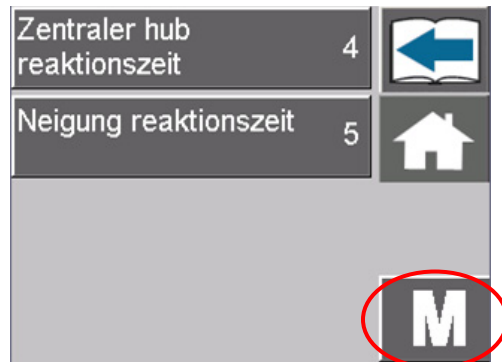 Zentraler hub
reaktionszeit
4
Neigung reaktionszeit
5
M